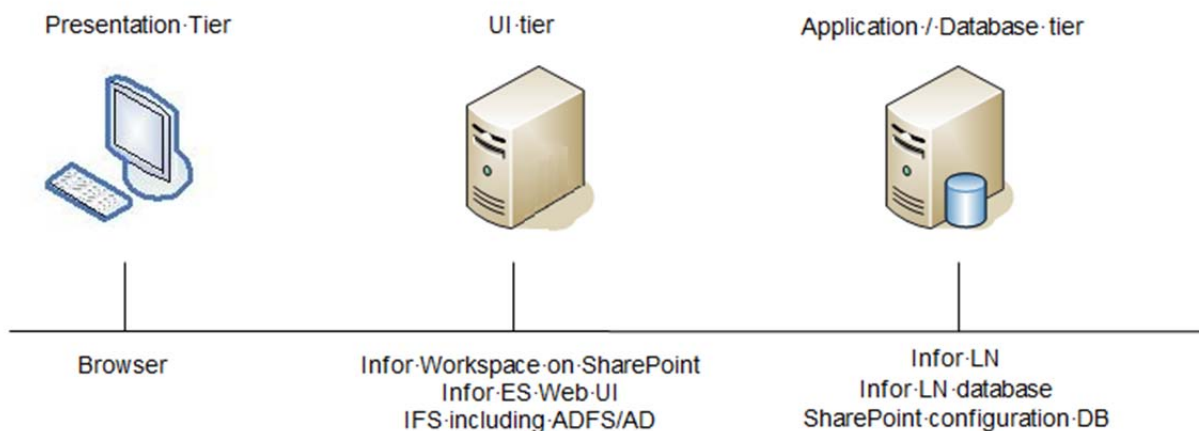 Presentation·Tier
UI·tier
Application·/·Database·tier
Browser
Infor·Workspace·on·SharePoint
Infor·ES·Web·UI
IFS·including·ADFS/AD
Infor·LN
Infor·LN·database
SharePoint·configuration·DB